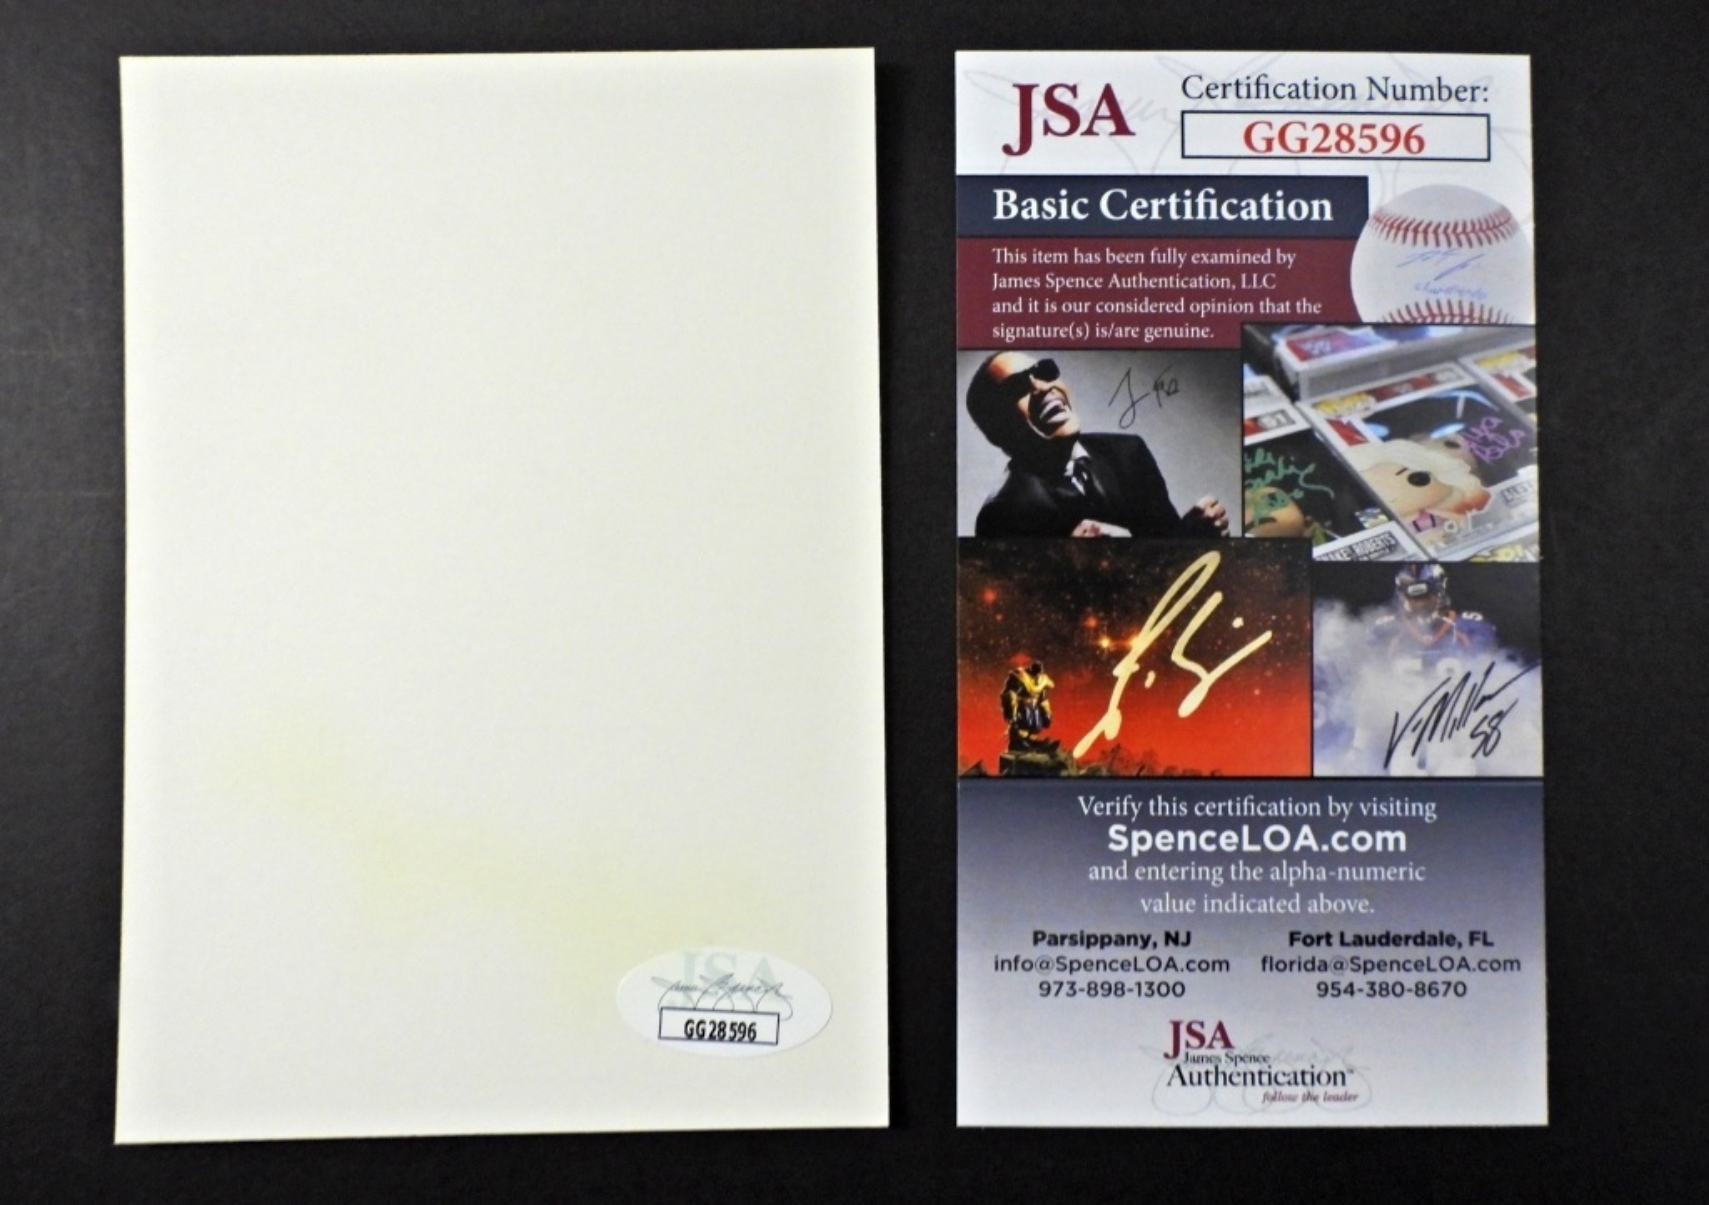 JSA
GG28596
JSA
Certification Number:
GG28596
Basic Certification
This item has been fully examined by
James Spence Authentication, LLC
and it is our considered opinion that the
signature(s) is/are genuine.
58
Verify this certification by visiting
SpenceLOA.com
and entering the alpha-numeric
value indicated above.
Parsippany, NJ
info@SpenceLOA.com
973-898-1300
Fort Lauderdale, FL
florida@SpenceLOA.com
954-380-8670
JSA
James Spence
Authentication™
follow the leader